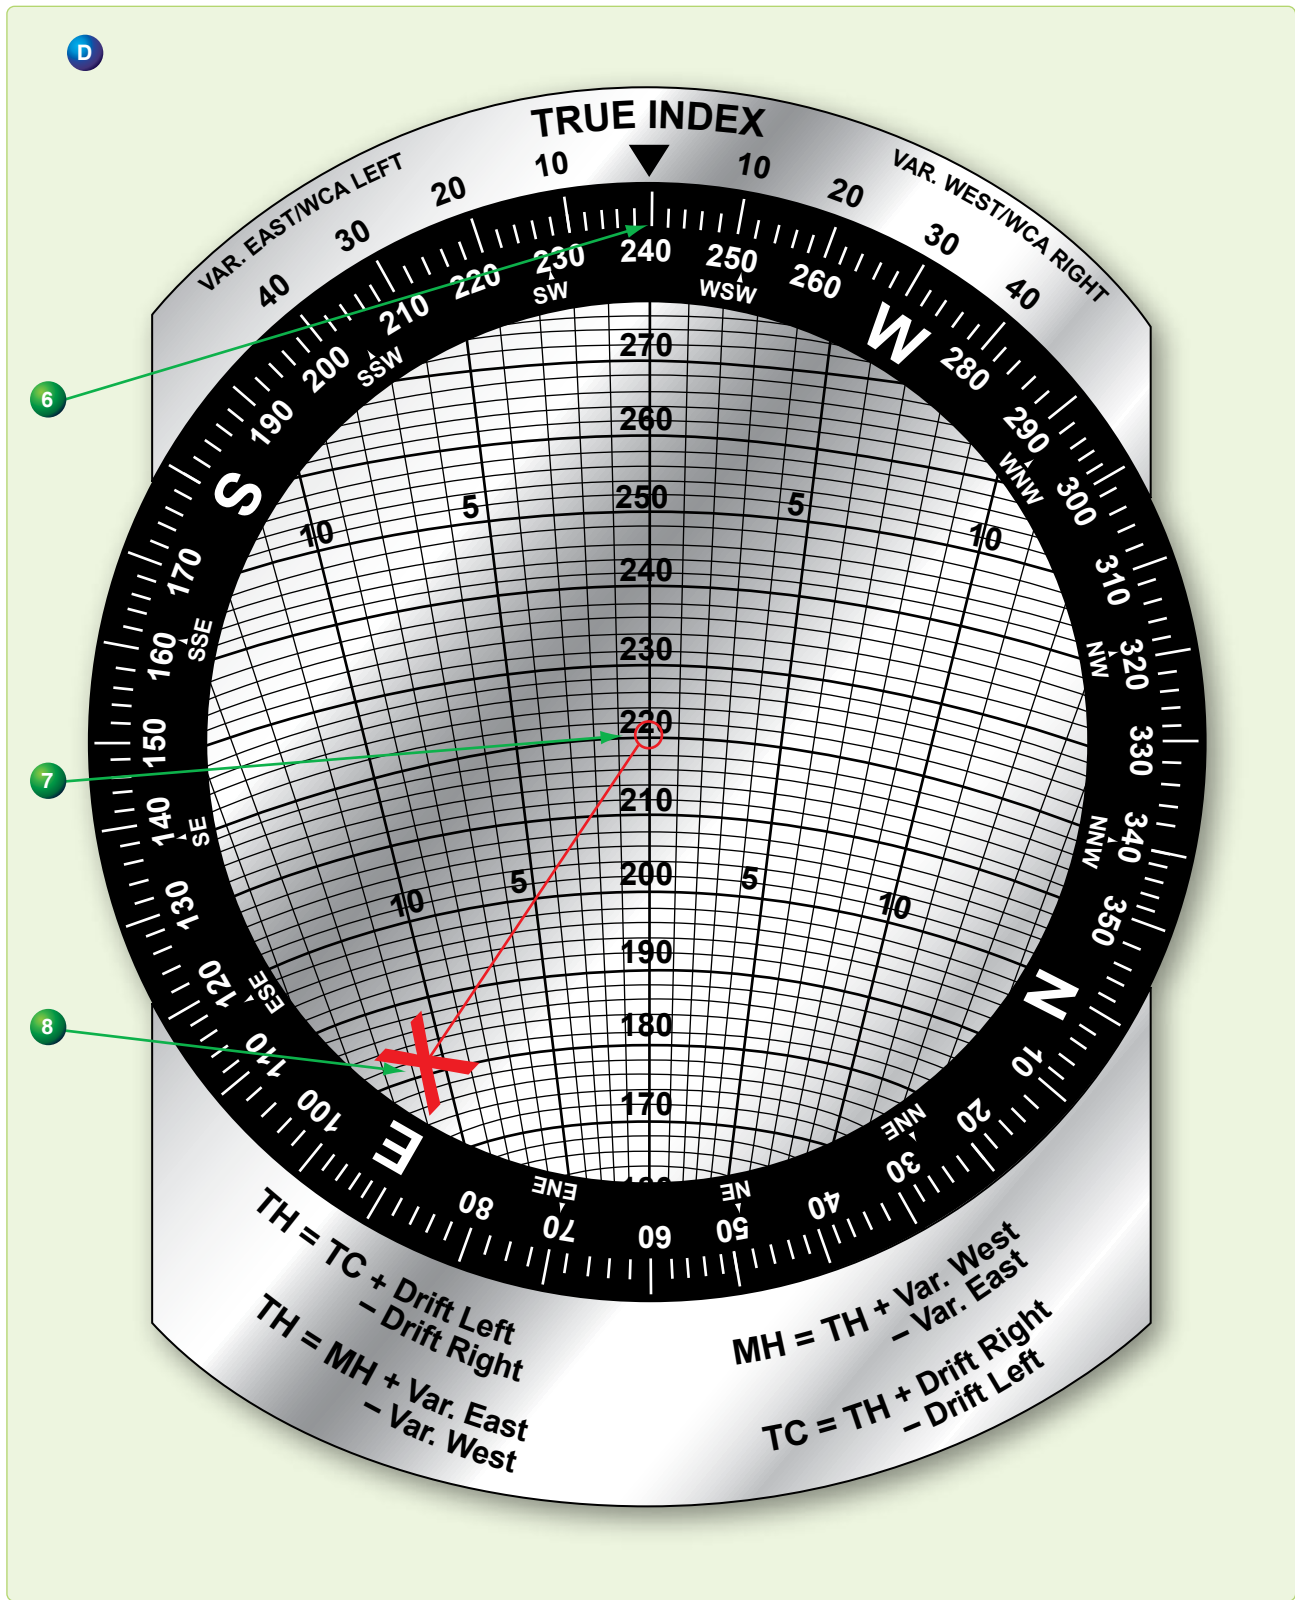 D
TRUE INDEX
VAR. EAST/WCA LEFT
40 30 20 10
10 20 30 40
VAR. WEST/WCA RIGHT
240 250 260 W 280 290 300 310 320 330 340 350 N 10 20 30 40 50 60 70 80 E 100 110 120 130 140 150 160 170 S 190 200 210 220 230
SW WSW
SSW WNW
SSE NW
SE NNW
ESE NNE
ENE NE
270
260
5 250 5
10 10
240
230
220
210
5 200 5
10 10
190
180
170
6
7
8
TH = TC + Drift Left
– Drift Right
TH = MH + Var. East
– Var. West
MH = TH + Var. West
– Var. East
TC = TH + Drift Right
– Drift Left